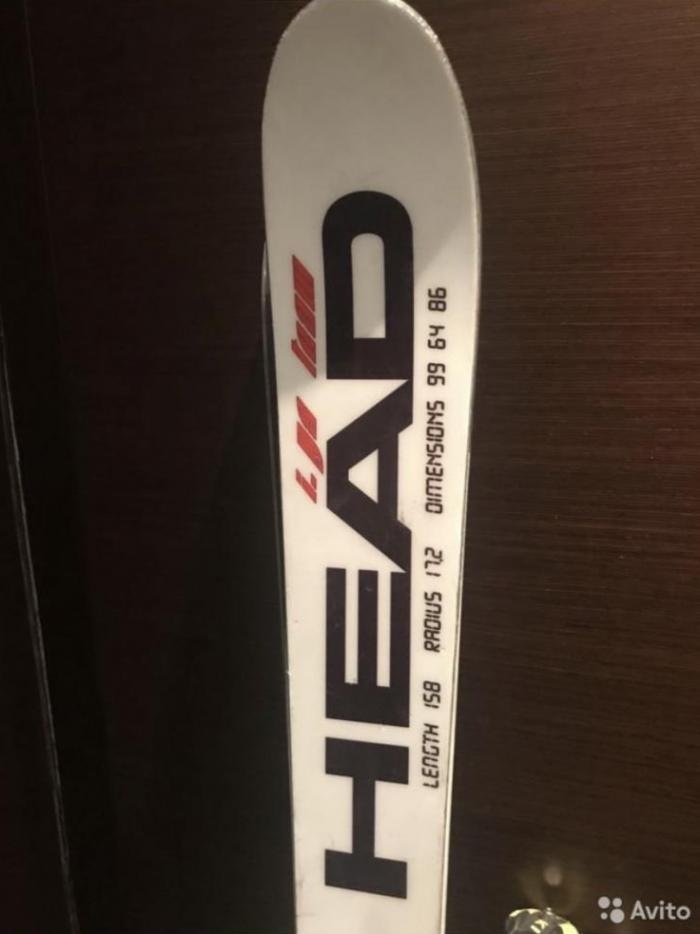 HEAD
LENGTH 158 RADIUS 17.2 DIMENSIONS 99 64 86
Avito